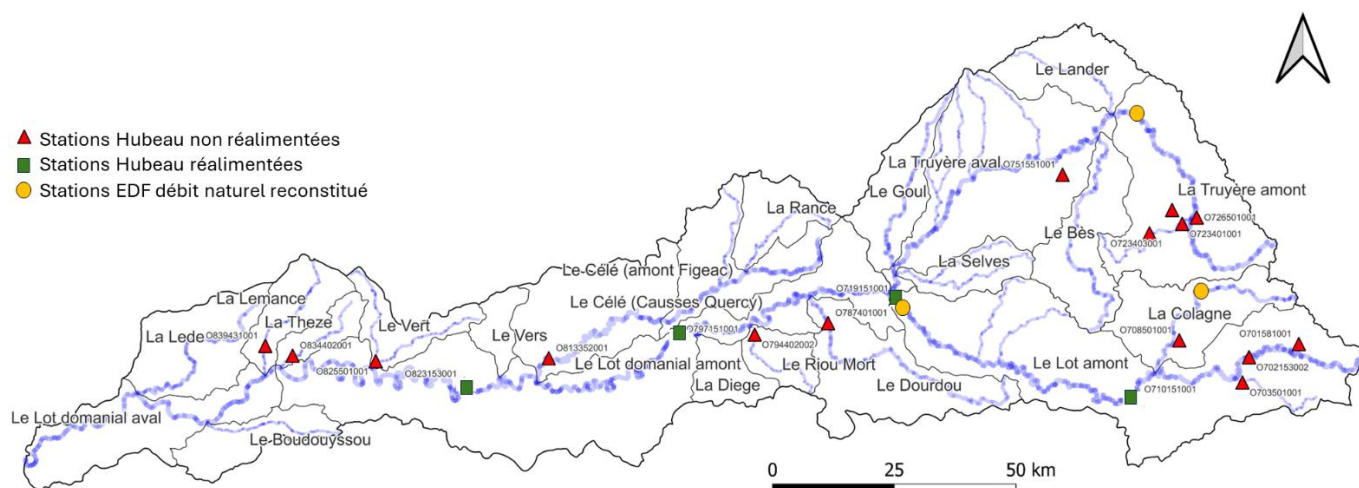 Stations Hubeau non réalimentées
Stations Hubeau réalimentées
Stations EDF débit naturel reconstitué
Le Lander
La Truyère aval
O751551001
Le Goul
La Truyère amont
O726501001
O723401001
O723403001
Le Bès
La Rance
La Selves
Le Célé (amont Figeac)
O719151001
Le Célé (Causses Quercy)
O787401001
La Colagne
La Lemance
La Theze
Le Vert
Le Vers
O797151001
O708501001
O701581001
La Lede
O839431001
O834402001
O813352001
O794402002
O702153002
Le Lot domanial amont
Le Riou Mort
Le Lot amont
O825501001
O823153001
La Diege
Le Dourdou
O710151001
O703501001
Le Lot domanial aval
Le Boudouyssou
0
25
50 km